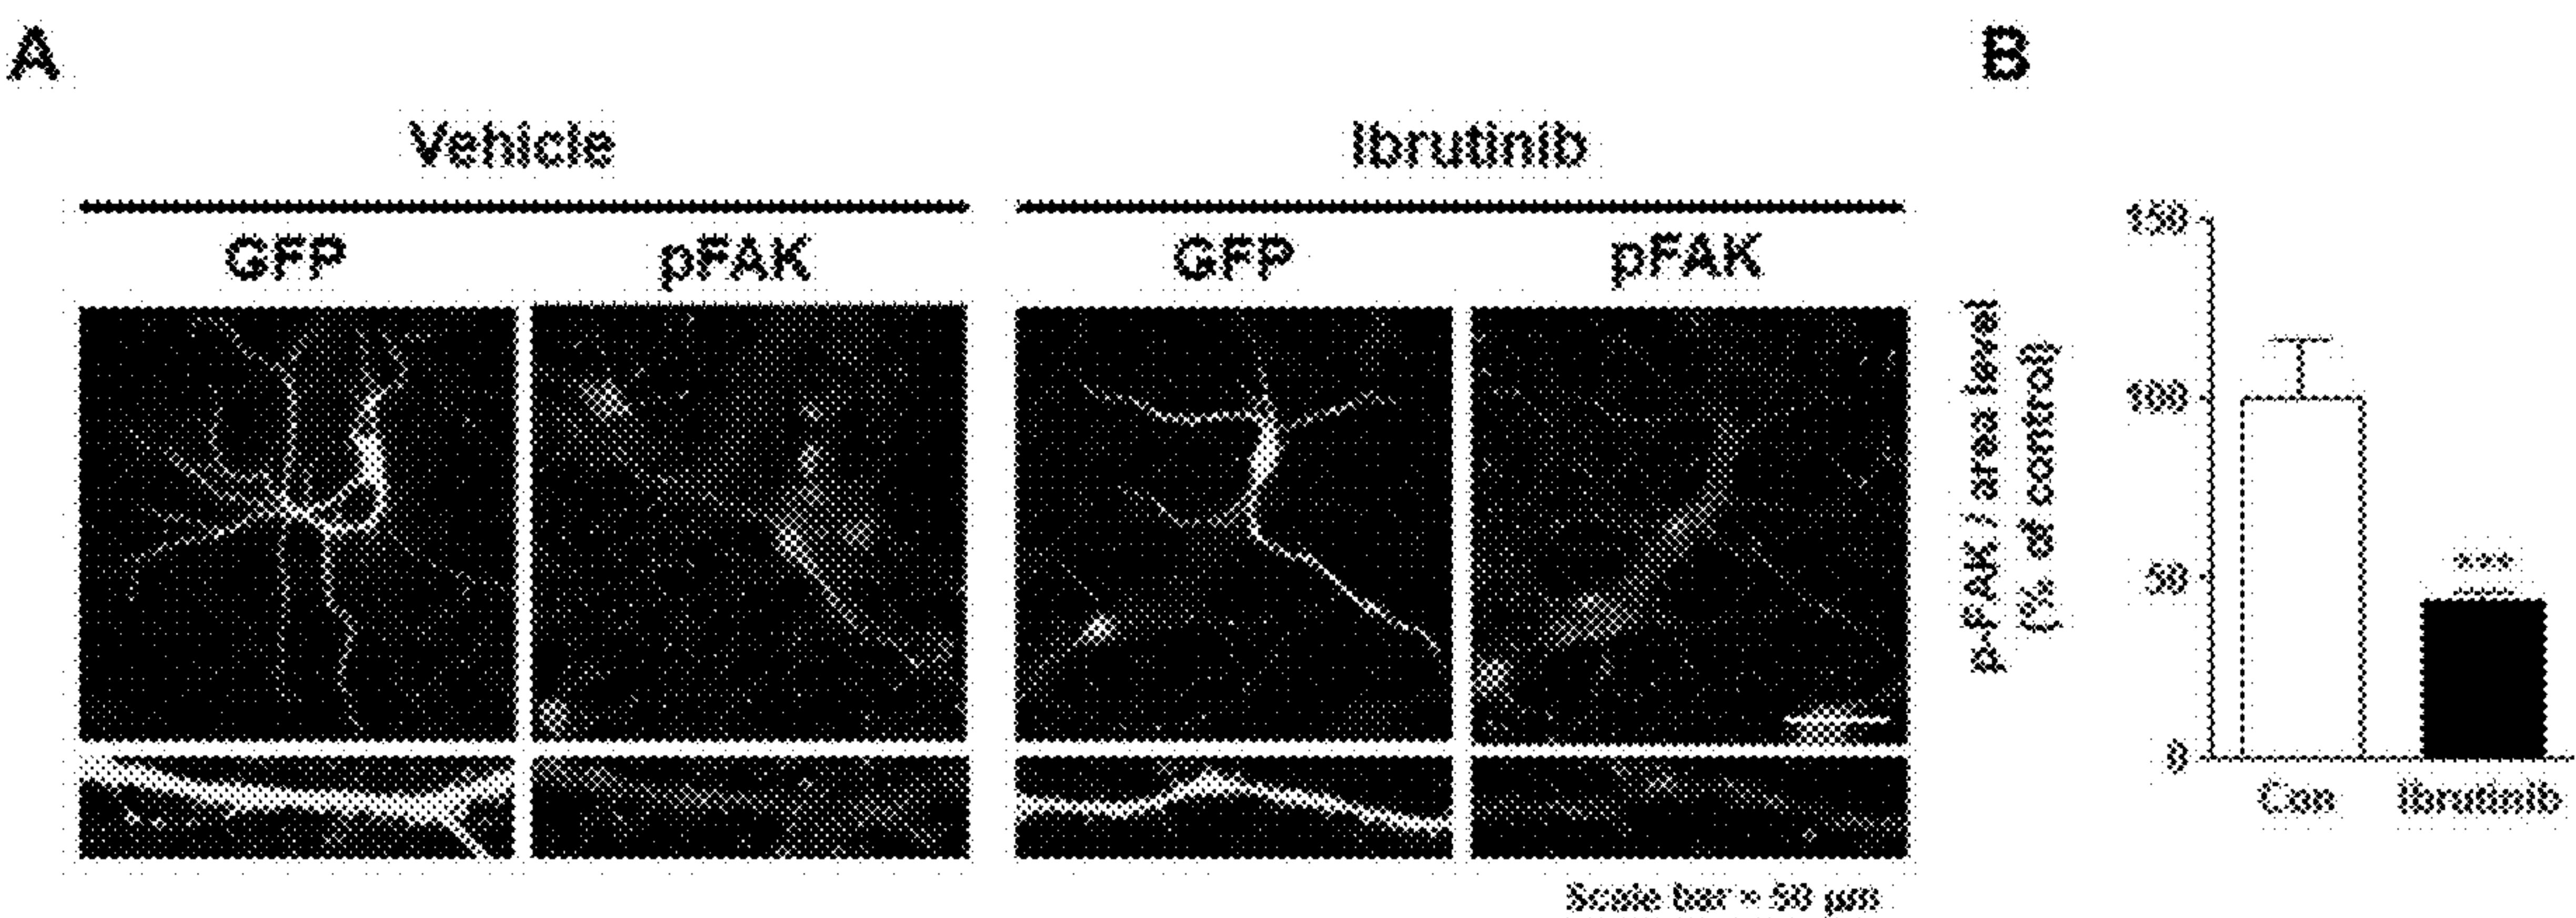 A
B
Vehicle
Ibrutinib
GFP
pFAK
GFP
pFAK
p-FAK / area level
(% of control)
150
100
50
0
***
Con
Ibrutinib
Scale bar = 50 μm